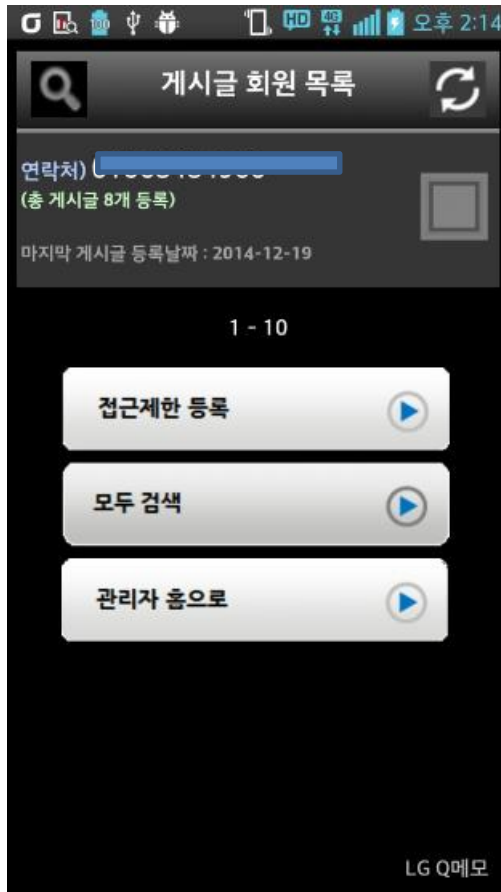 HD 4G 오후 2:14
게시글 회원 목록
연락처)
(총 게시글 8개 등록)
마지막 게시글 등록날짜 : 2014-12-19
1 - 10
접근제한 등록
모두 검색
관리자 홈으로
LG Q메모